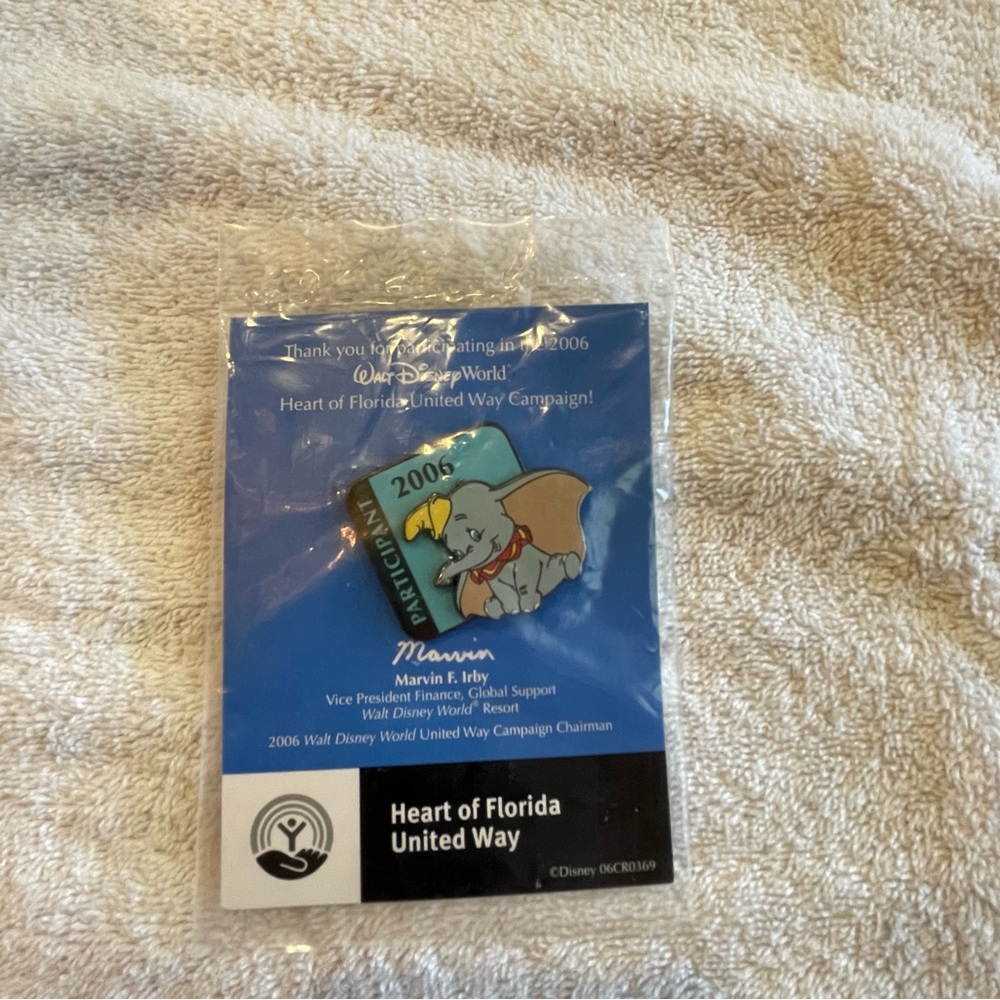 Thank you for participating in the 2006
Walt Disney World
Heart of Florida United Way Campaign!
2006
PARTICIPANT
Marvin
Marvin F. Irby
Vice President Finance, Global Support
Walt Disney World® Resort
2006 Walt Disney World United Way Campaign Chairman
Heart of Florida
United Way
©Disney 06CR0369